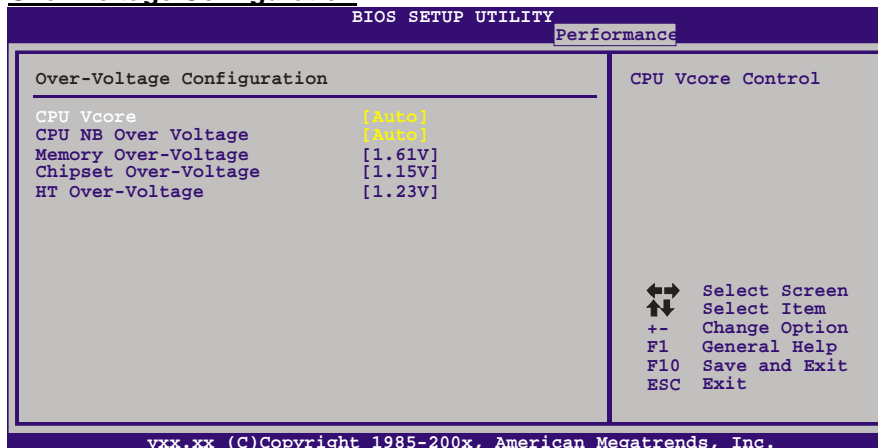 BIOS SETUP UTILITY
Performance
Over-Voltage Configuration
CPU Vcore [Auto]
CPU NB Over Voltage [Auto]
Memory Over-Voltage [1.61V]
Chipset Over-Voltage [1.15V]
HT Over-Voltage [1.23V]
CPU Vcore Control
Select Screen
Select Item
+- Change Option
F1 General Help
F10 Save and Exit
ESC Exit
vxx.xx (C)Copyright 1985-200x, American Megatrends, Inc.